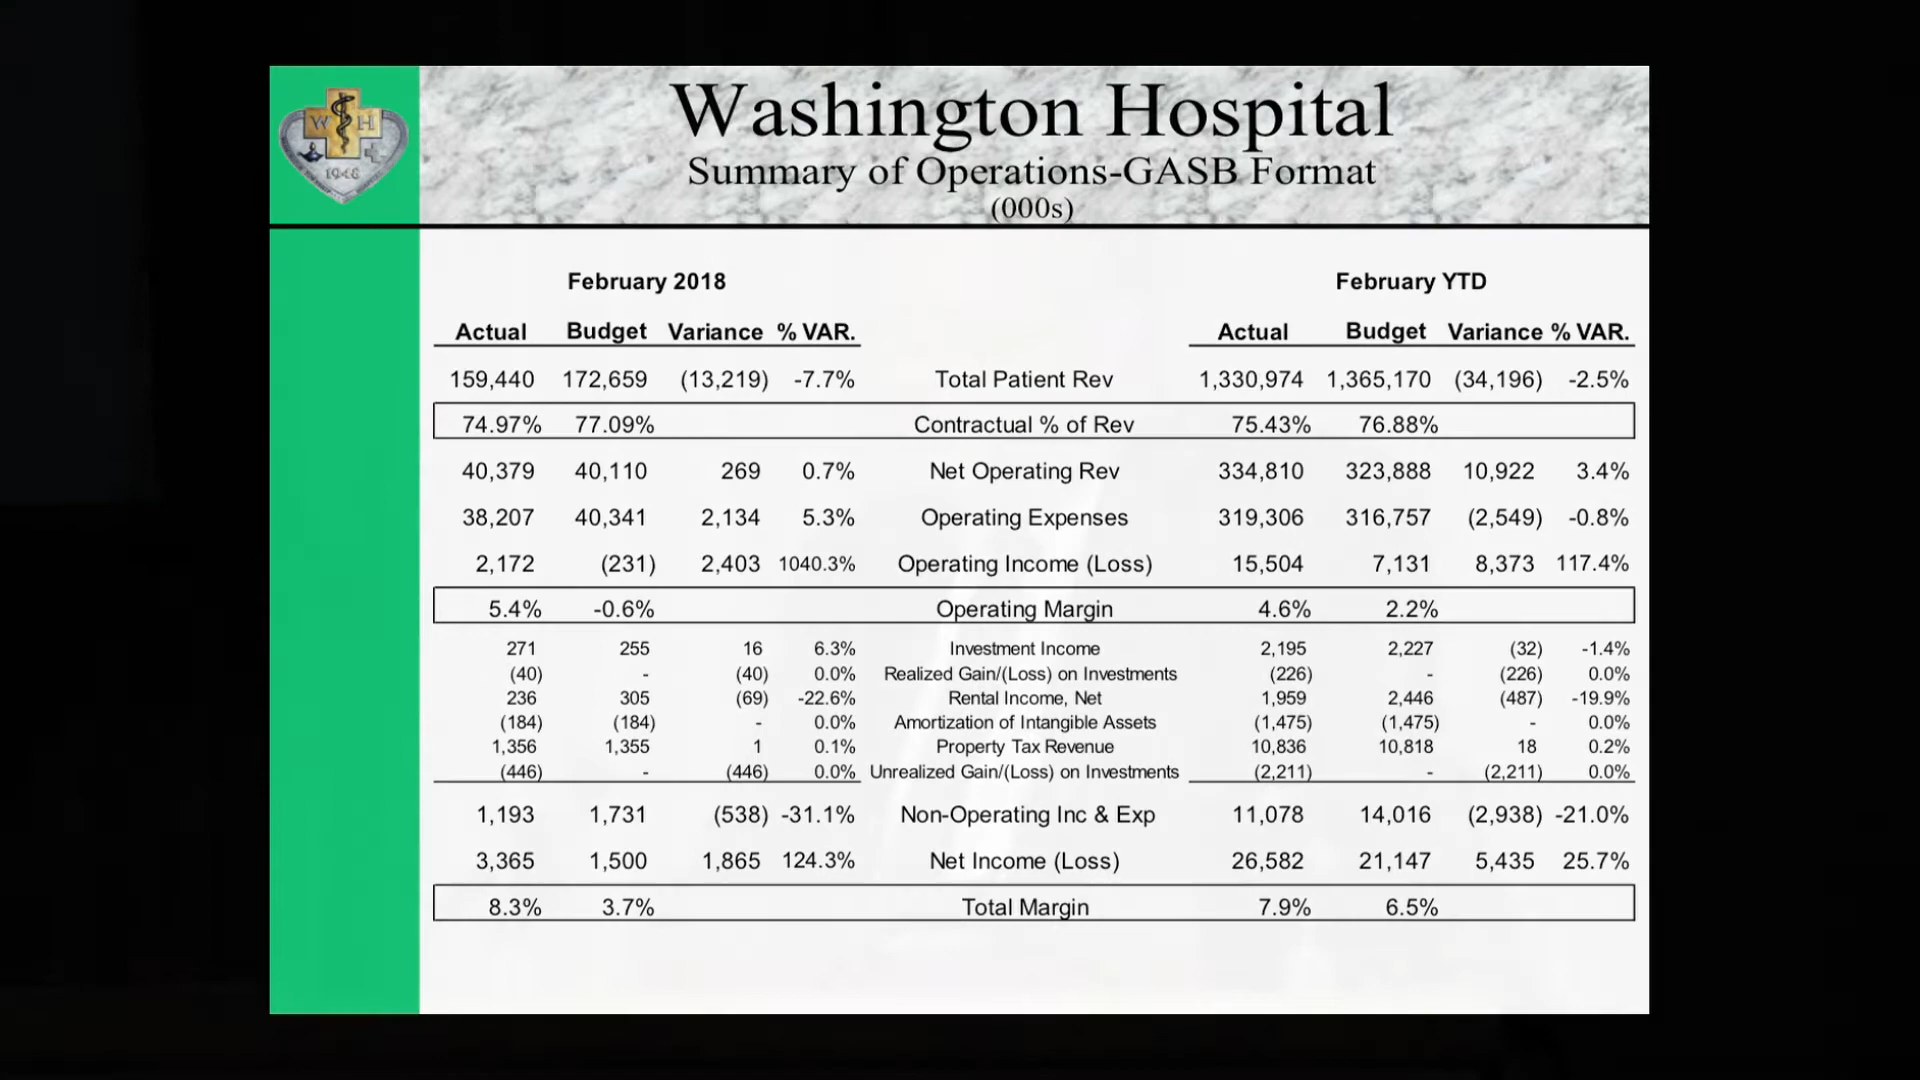 W H
1948
Washington Hospital
Summary of Operations-GASB Format
(000s)
February 2018 February YTD
Actual Budget Variance % VAR. Actual Budget Variance % VAR.
159,440 172,659 (13,219) -7.7% Total Patient Rev 1,330,974 1,365,170 (34,196) -2.5%
74.97% 77.09% Contractual % of Rev 75.43% 76.88%
40,379 40,110 269 0.7% Net Operating Rev 334,810 323,888 10,922 3.4%
38,207 40,341 2,134 5.3% Operating Expenses 319,306 316,757 (2,549) -0.8%
2,172 (231) 2,403 1040.3% Operating Income (Loss) 15,504 7,131 8,373 117.4%
5.4% -0.6% Operating Margin 4.6% 2.2%
271 255 16 6.3% Investment Income 2,195 2,227 (32) -1.4%
(40) - (40) 0.0% Realized Gain/(Loss) on Investments (226) - (226) 0.0%
236 305 (69) -22.6% Rental Income, Net 1,959 2,446 (487) -19.9%
(184) (184) - 0.0% Amortization of Intangible Assets (1,475) (1,475) - 0.0%
1,356 1,355 1 0.1% Property Tax Revenue 10,836 10,818 18 0.2%
(446) - (446) 0.0% Unrealized Gain/(Loss) on Investments (2,211) - (2,211) 0.0%
1,193 1,731 (538) -31.1% Non-Operating Inc & Exp 11,078 14,016 (2,938) -21.0%
3,365 1,500 1,865 124.3% Net Income (Loss) 26,582 21,147 5,435 25.7%
8.3% 3.7% Total Margin 7.9% 6.5%